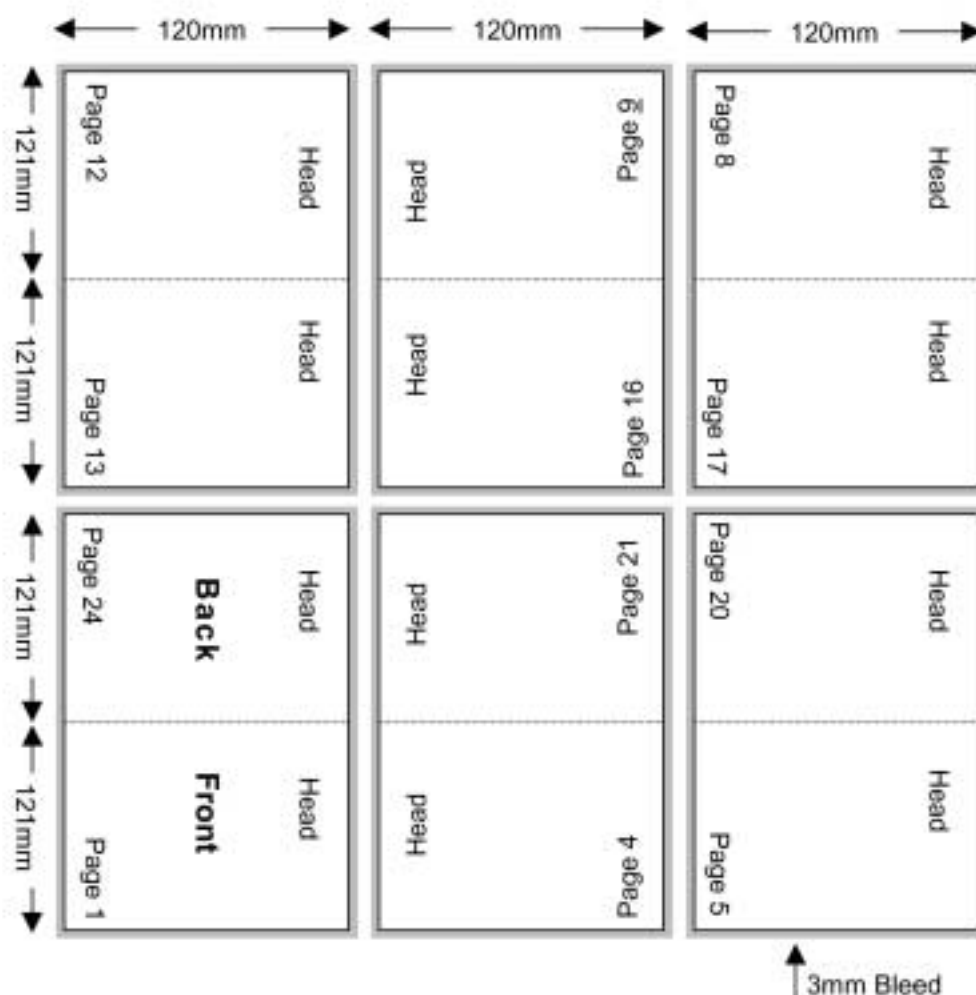 120mm
120mm
120mm
121mm
Page 12
Head
Page 9
Head
Page 8
Head
121mm
Page 13
Head
Page 16
Head
Page 17
Head
121mm
Page 24
Back
Head
Page 21
Head
Page 20
Head
121mm
Page 1
Front
Head
Page 4
Head
Page 5
Head
3mm Bleed